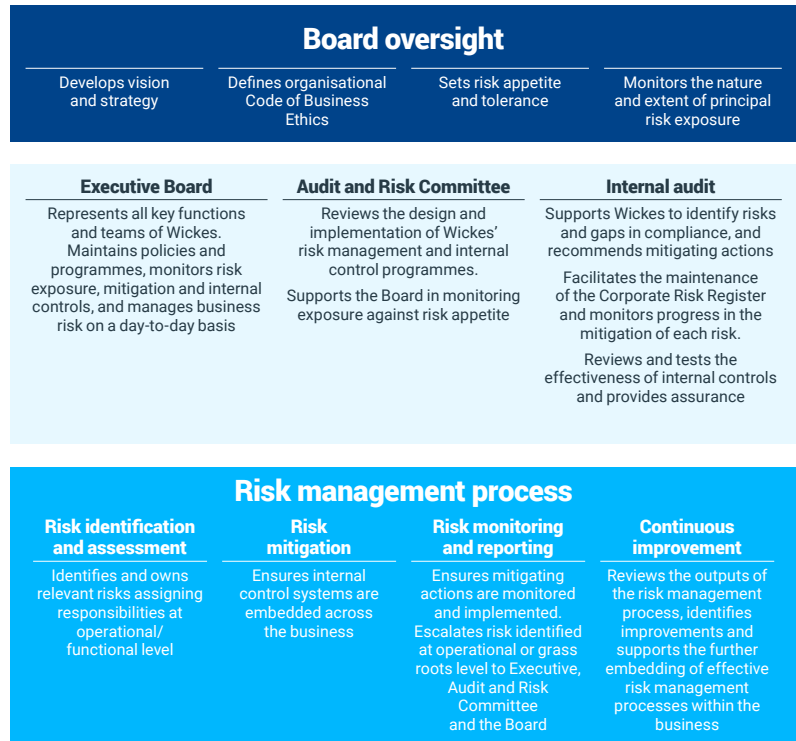 Board oversight
Develops vision
and strategy
Defines organisational
Code of Business
Ethics
Sets risk appetite
and tolerance
Monitors the nature
and extent of principal
risk exposure
Executive Board
Represents all key functions
and teams of Wickes.
Maintains policies and
programmes, monitors risk
exposure, mitigation and internal
controls, and manages business
risk on a day-to-day basis
Audit and Risk Committee
Reviews the design and
implementation of Wickes’
risk management and internal
control programmes.
Supports the Board in monitoring
exposure against risk appetite
Internal audit
Supports Wickes to identify risks
and gaps in compliance, and
recommends mitigating actions
Facilitates the maintenance
of the Corporate Risk Register
and monitors progress in the
mitigation of each risk.
Reviews and tests the
effectiveness of internal controls
and provides assurance
Risk management process
Risk identification
and assessment
Identifies and owns
relevant risks assigning
responsibilities at
operational/
functional level
Risk
mitigation
Ensures internal
control systems are
embedded across
the business
Risk monitoring
and reporting
Ensures mitigating
actions are monitored
and implemented.
Escalates risk identified
at operational or grass
roots level to Executive,
Audit and Risk
Committee
and the Board
Continuous
improvement
Reviews the outputs of
the risk management
process, identifies
improvements and
supports the further
embedding of effective
risk management
processes within the
business